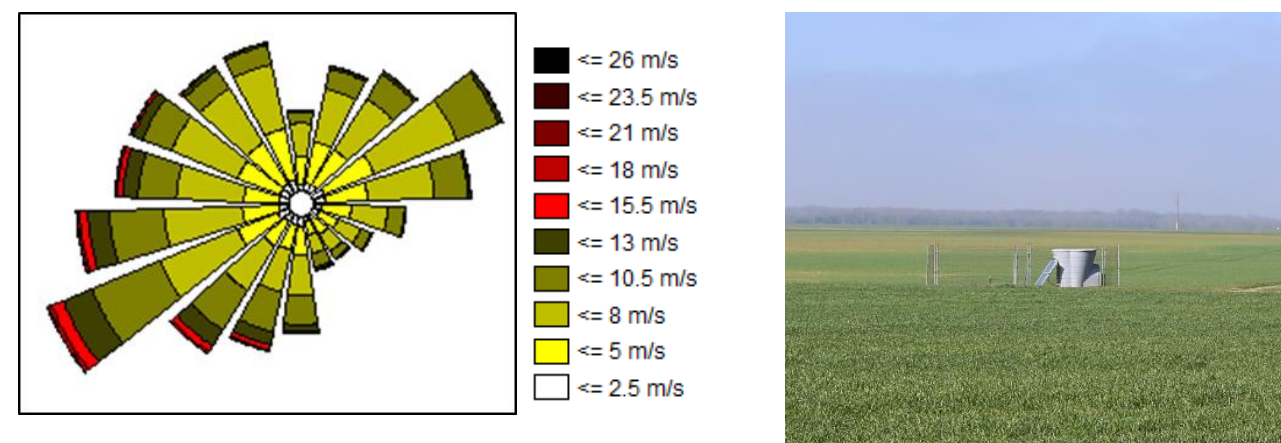 <= 26 m/s
<= 23.5 m/s
<= 21 m/s
<= 18 m/s
<= 15.5 m/s
<= 13 m/s
<= 10.5 m/s
<= 8 m/s
<= 5 m/s
<= 2.5 m/s